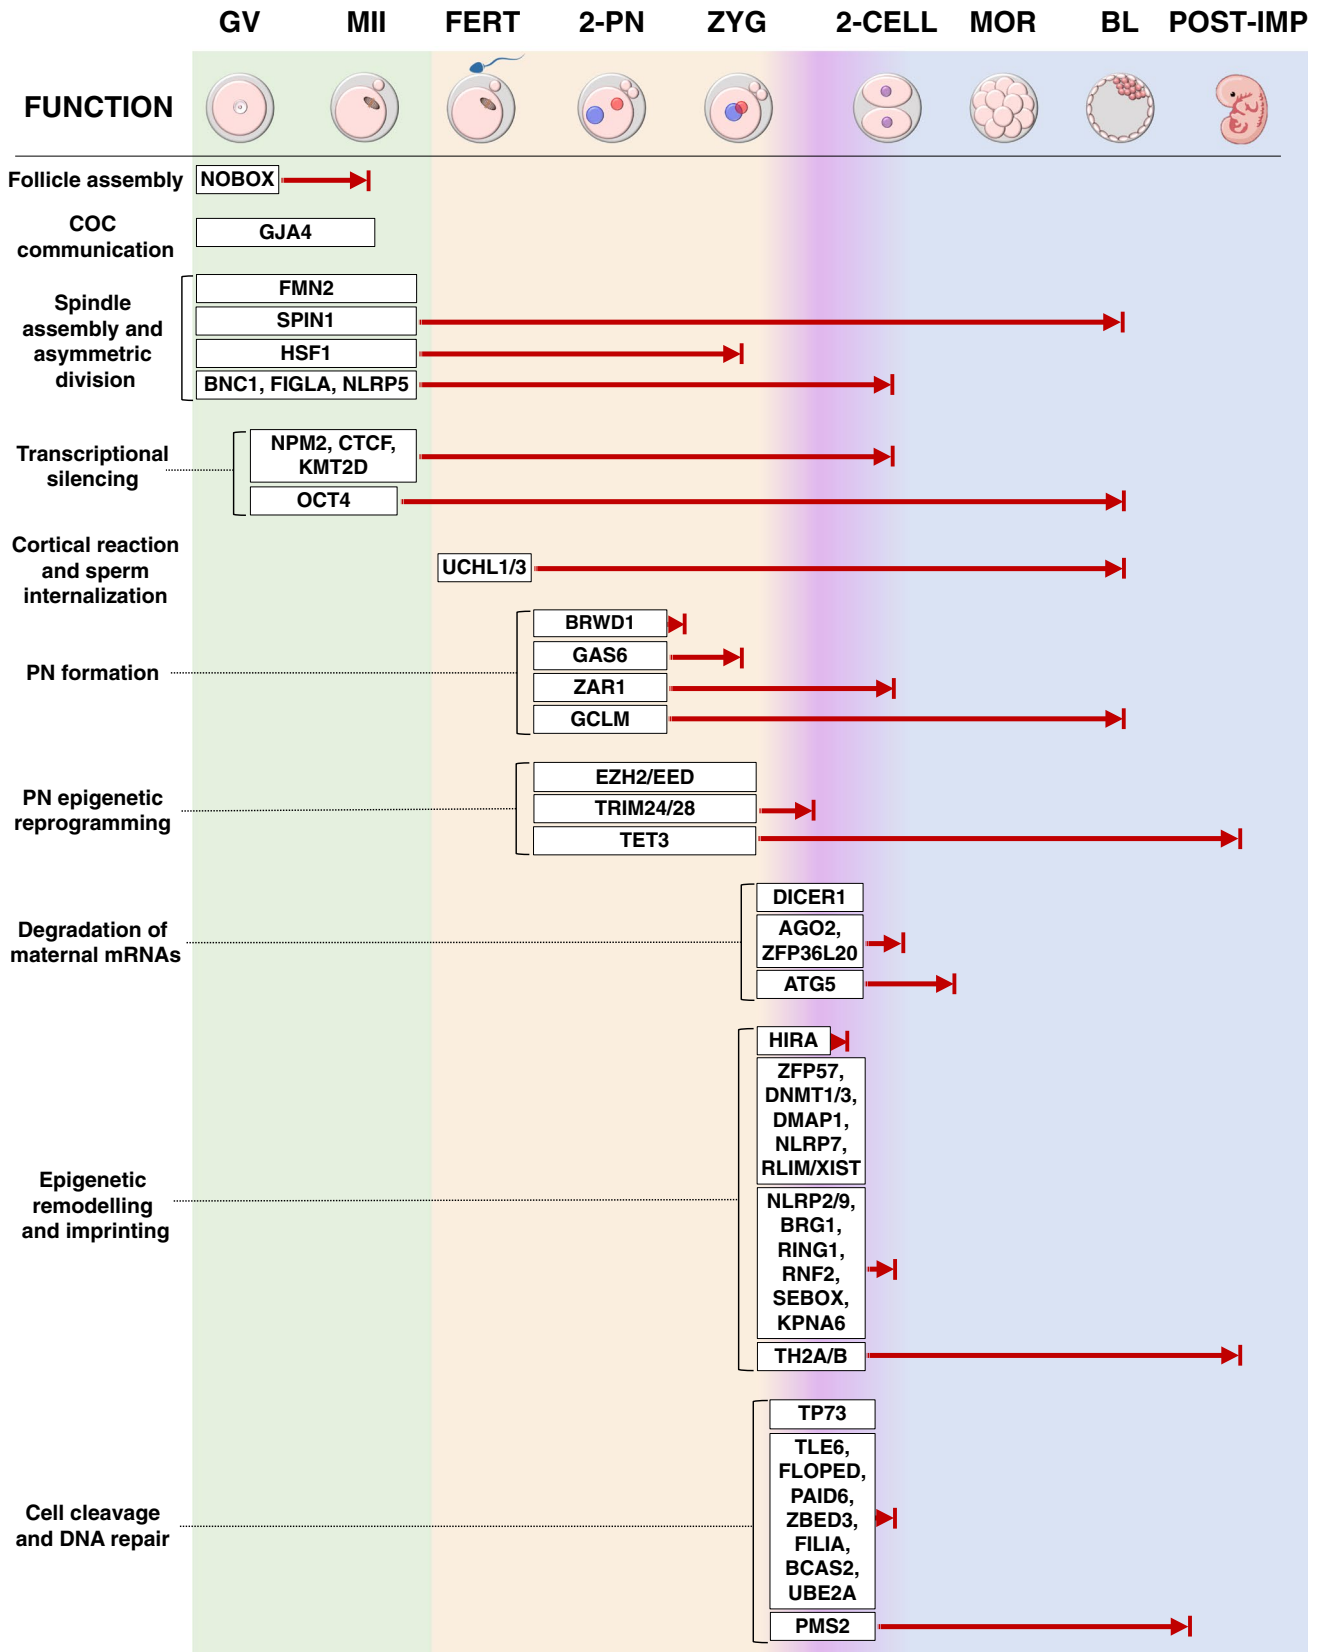 GV MII FERT 2-PN ZYG 2-CELL MOR BL POST-IMP
FUNCTION
Follicle assembly
NOBOX
COC
communication
GJA4
Spindle
assembly and
asymmetric
division
FMN2
SPIN1
HSF1
BNC1, FIGLA, NLRP5
Transcriptional
silencing
NPM2, CTCF,
KMT2D
OCT4
Cortical reaction
and sperm
internalization
UCHL1/3
PN formation
BRWD1
GAS6
ZAR1
GCLM
PN epigenetic
reprogramming
EZH2/EED
TRIM24/28
TET3
Degradation of
maternal mRNAs
DICER1
AGO2,
ZFP36L20
ATG5
Epigenetic
remodelling
and imprinting
HIRA
ZFP57,
DNMT1/3,
DMAP1,
NLRP7,
RLIM/XIST
NLRP2/9,
BRG1,
RING1,
RNF2,
SEBOX,
KPNA6
TH2A/B
Cell cleavage
and DNA repair
TP73
TLE6,
FLOPED,
PAID6,
ZBED3,
FILIA,
BCAS2,
UBE2A
PMS2